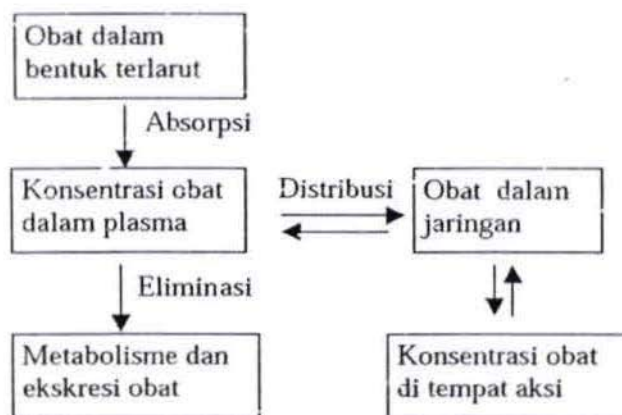 Obat dalam
bentuk terlarut
Absorpsi
Konsentrasi obat
dalam plasma
Distribusi
Obat dalam
jaringan
Eliminasi
Metabolisme dan
ekskresi obat
Konsentrasi obat
di tempat aksi